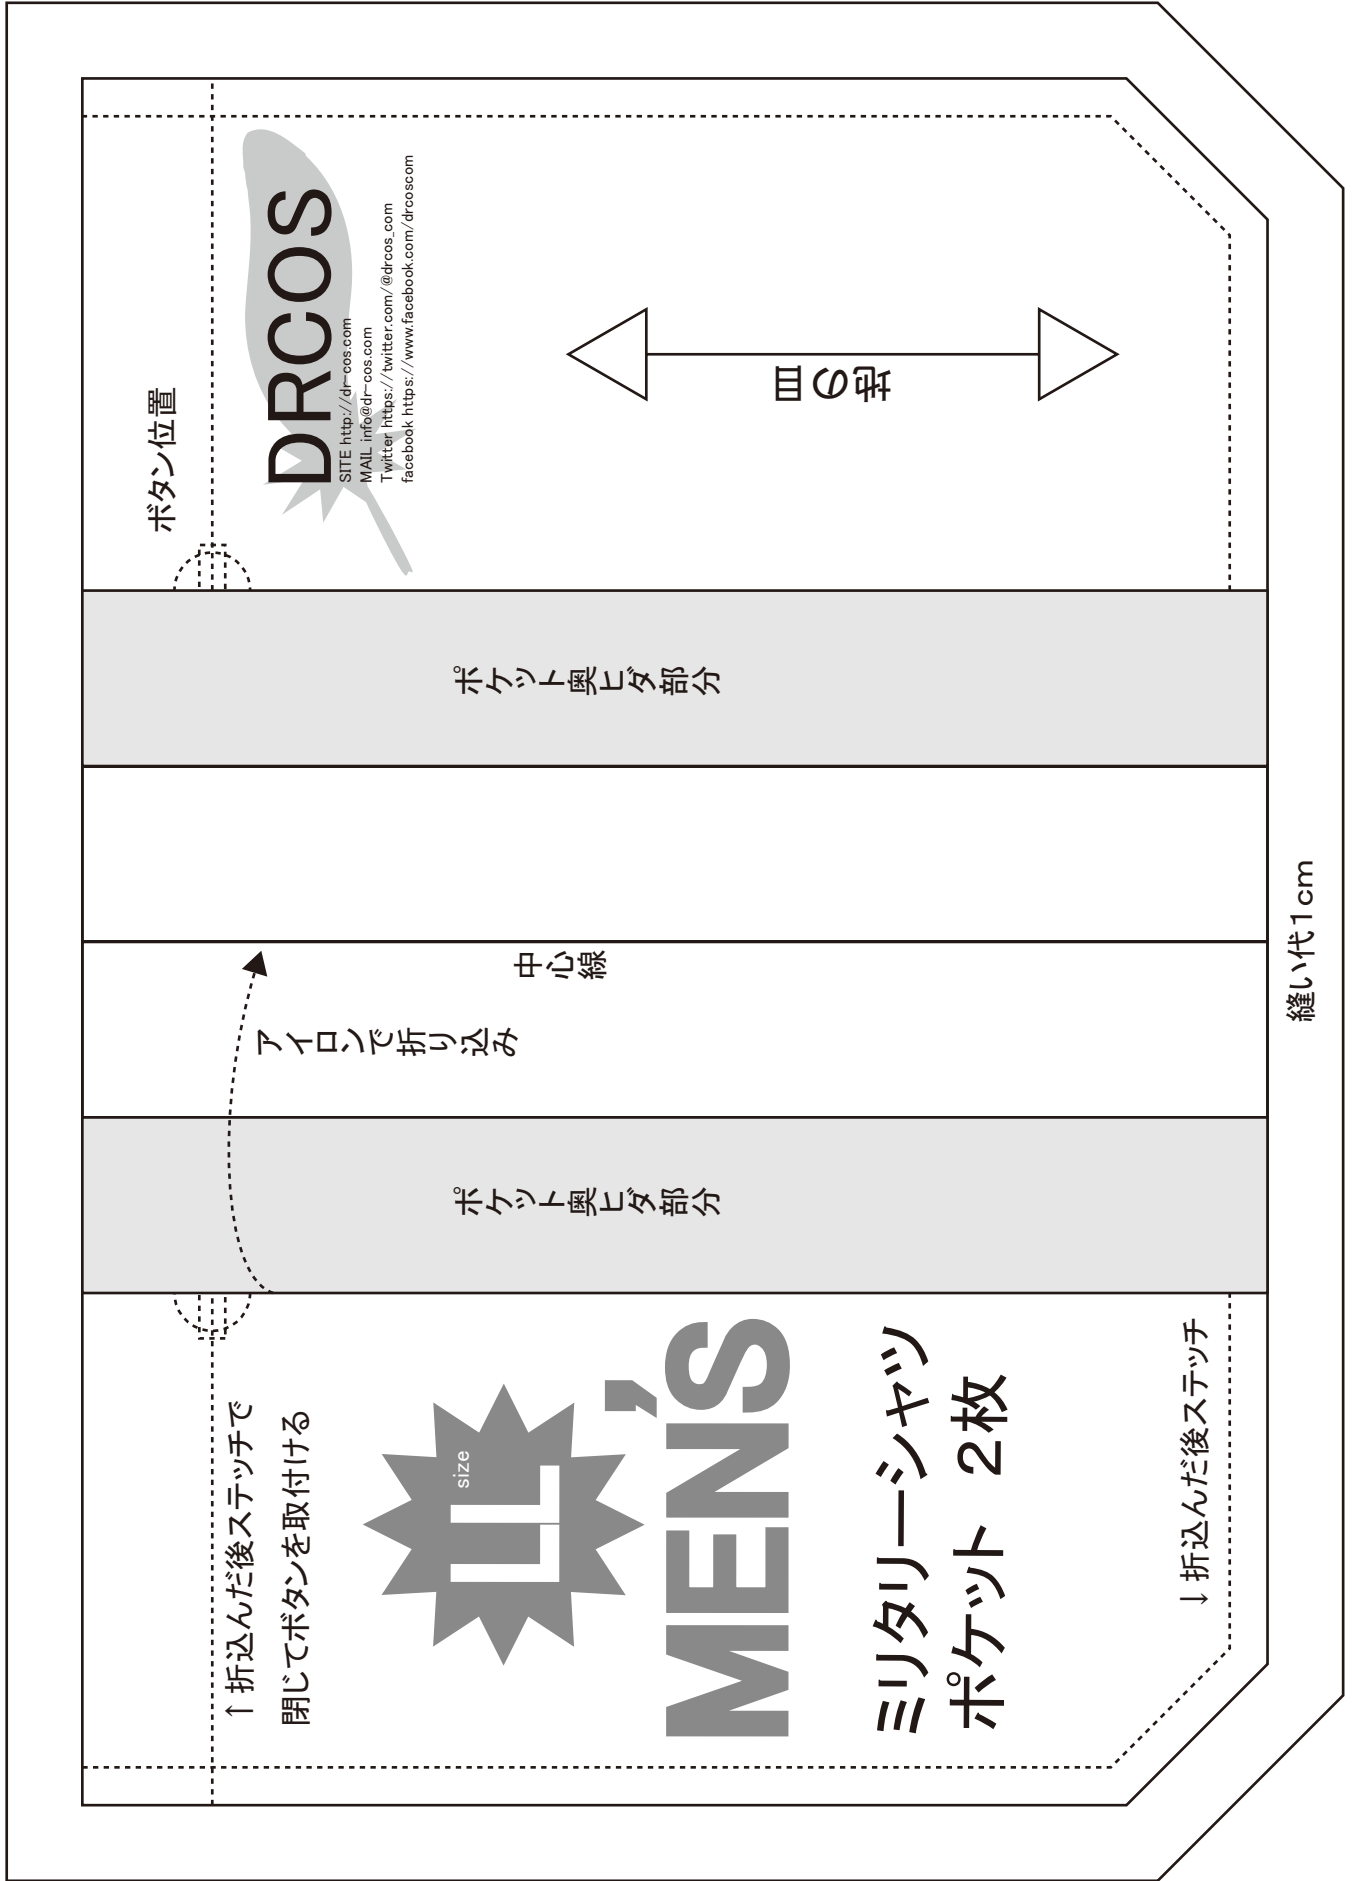 ↑ 折込んだ後ステッチで
閉じてボタンを取付ける
size
LL
MEN'S
ミリタリーシャツ
ポケット 2枚
↓ 折込んだ後ステッチ
ポケット奥ヒダ部分
アイロンで折り込み
中心線
縫い代1cm
ポケット奥ヒダ部分
ボタン位置
DRCOS
SITE http://dr-cos.com
MAIL info@dr-cos.com
Twitter https://twitter.com/@drcos_com
facebook https://www.facebook.com/drcoscom
地の目